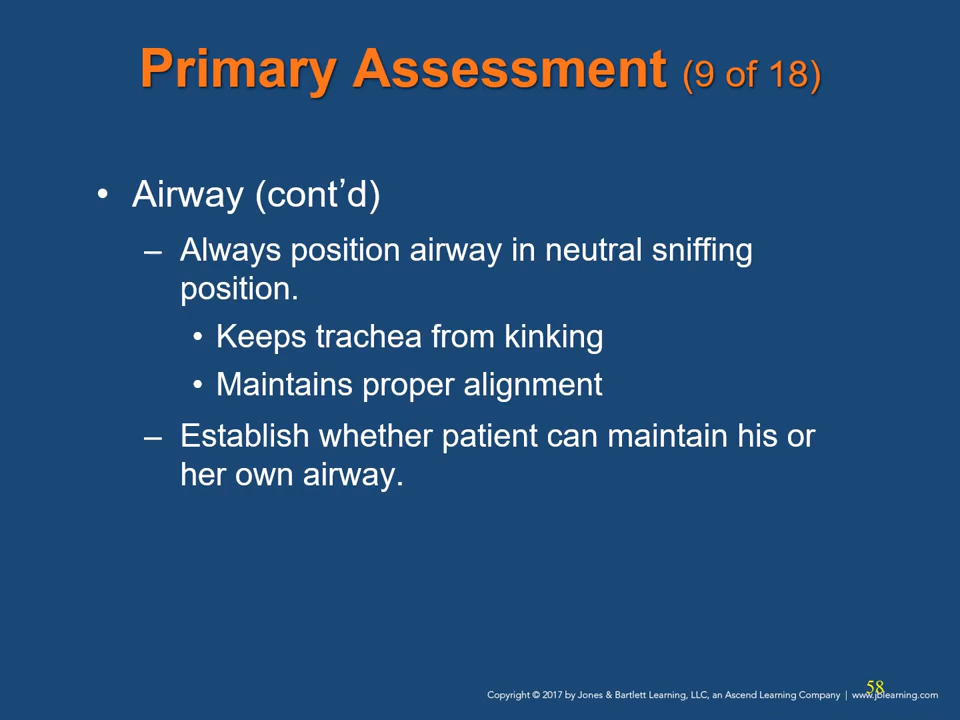 Primary Assessment (9 of 18)
• Airway (cont’d)
– Always position airway in neutral sniffing
position.
• Keeps trachea from kinking
• Maintains proper alignment
– Establish whether patient can maintain his or
her own airway.
58
Copyright © 2017 by Jones & Bartlett Learning, LLC, an Ascend Learning Company | www.jblearning.com